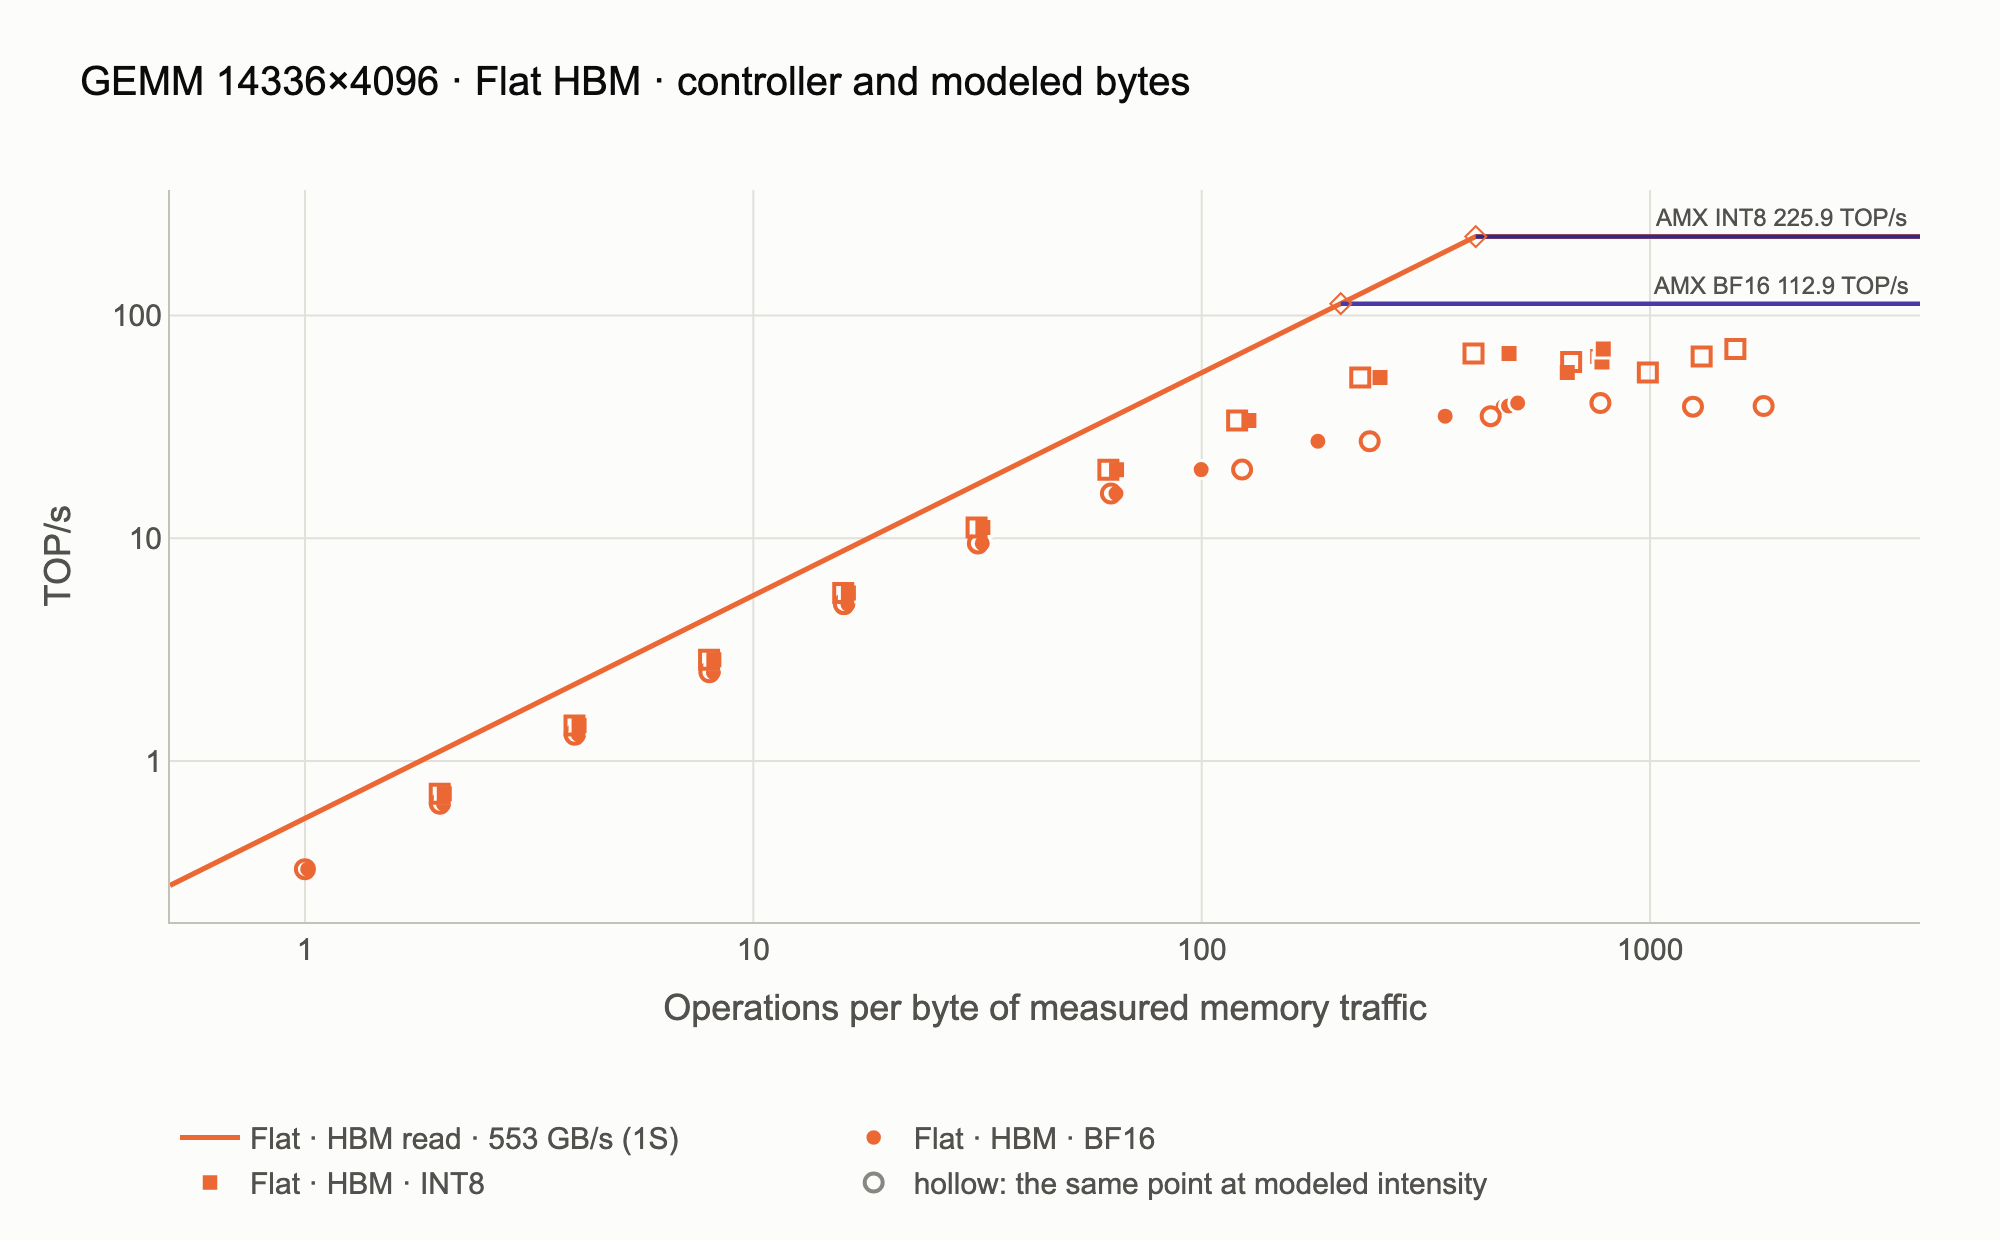 GEMM 14336×4096 · Flat HBM · controller and modeled bytes
AMX INT8 225.9 TOP/s
AMX BF16 112.9 TOP/s
100
10
1
TOP/s
1
10
100
1000
Operations per byte of measured memory traffic
Flat · HBM read · 553 GB/s (1S)
Flat · HBM · BF16
Flat · HBM · INT8
hollow: the same point at modeled intensity